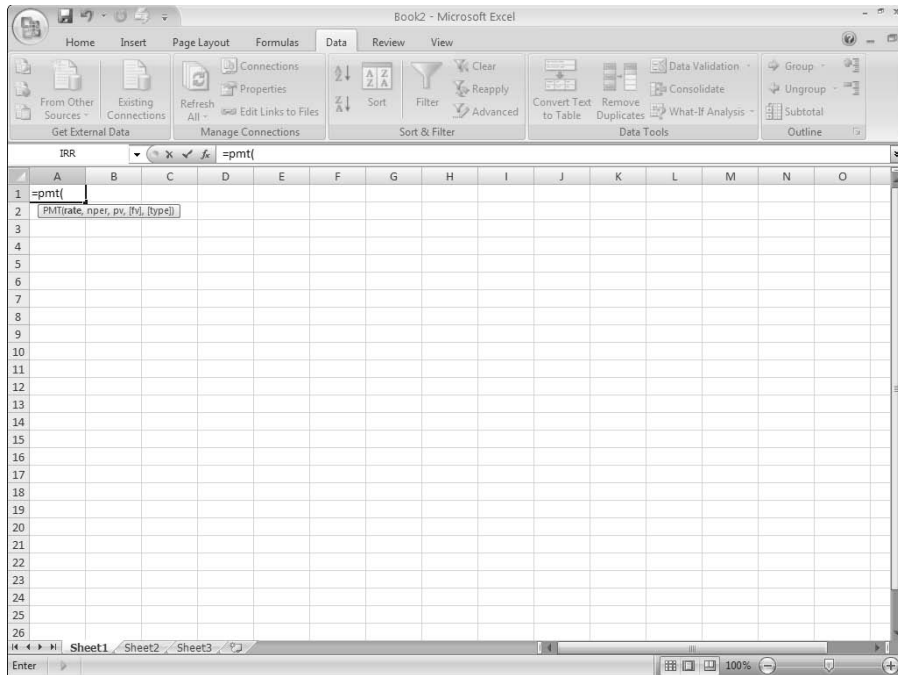 Book2 - Microsoft Excel
Home Insert Page Layout Formulas Data Review View
From Other Sources
Existing Connections
Get External Data
Refresh All
Connections
Properties
Edit Links to Files
Manage Connections
A Z
Z A
A Z
Z A
Sort
Filter
Clear
Reapply
Advanced
Sort & Filter
Convert Text to Table
Remove Duplicates
Data Validation
Consolidate
What-If Analysis
Data Tools
Group
Ungroup
Subtotal
Outline
IRR fx =pmt(
A B C D E F G H I J K L M N O
1 =pmt(
2 PMT(rate, nper, pv, [fv], [type])
3
4
5
6
7
8
9
10
11
12
13
14
15
16
17
18
19
20
21
22
23
24
25
26
Sheet1 Sheet2 Sheet3
Enter 100%